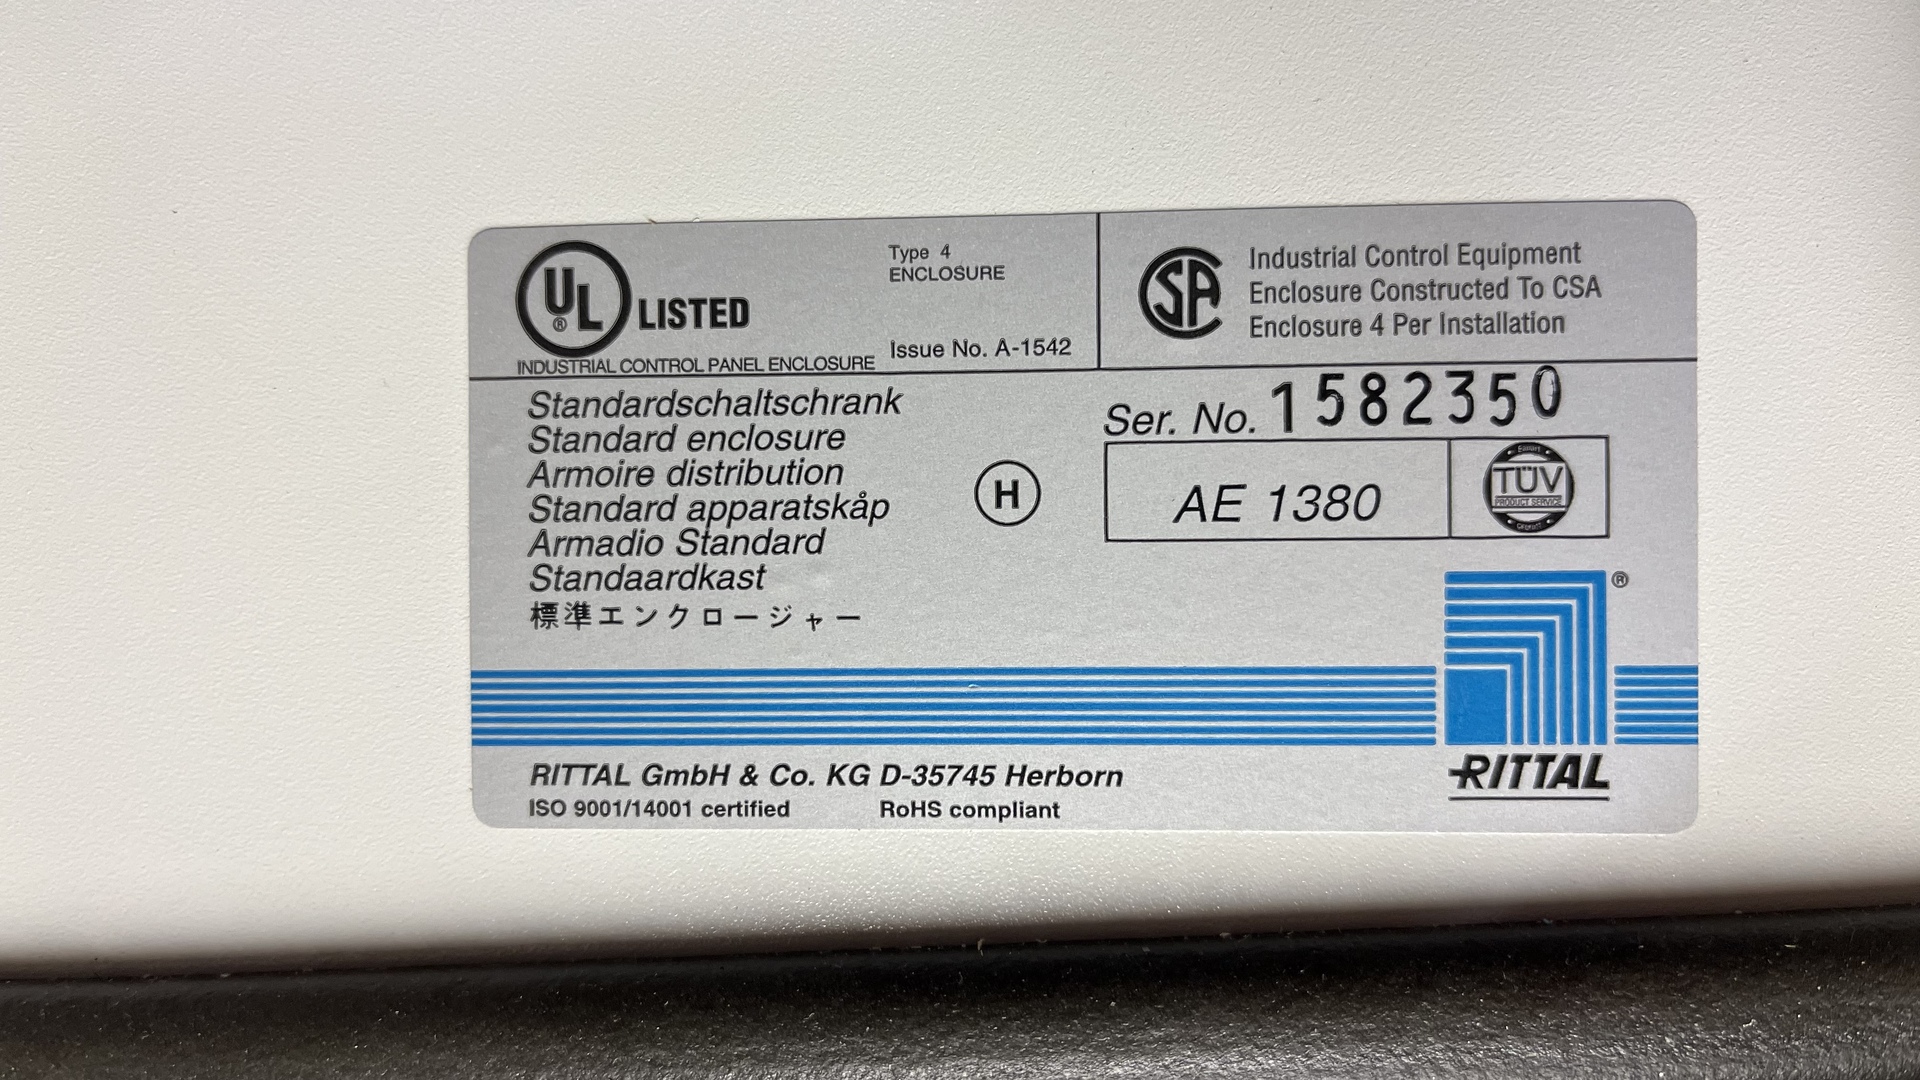 UL® LISTED
INDUSTRIAL CONTROL PANEL ENCLOSURE
Type 4
ENCLOSURE
Issue No. A-1542
SA
Industrial Control Equipment
Enclosure Constructed To CSA
Enclosure 4 Per Installation
Standardschaltschrank
Standard enclosure
Armoire distribution
Standard apparatskåp
Armadio Standard
Standaardkast
標準エンクロージャー
H
Ser. No. 1582350
AE 1380
TÜV
PRODUCT SERVICE
®
RITTAL
RITTAL GmbH & Co. KG D-35745 Herborn
ISO 9001/14001 certified RoHS compliant